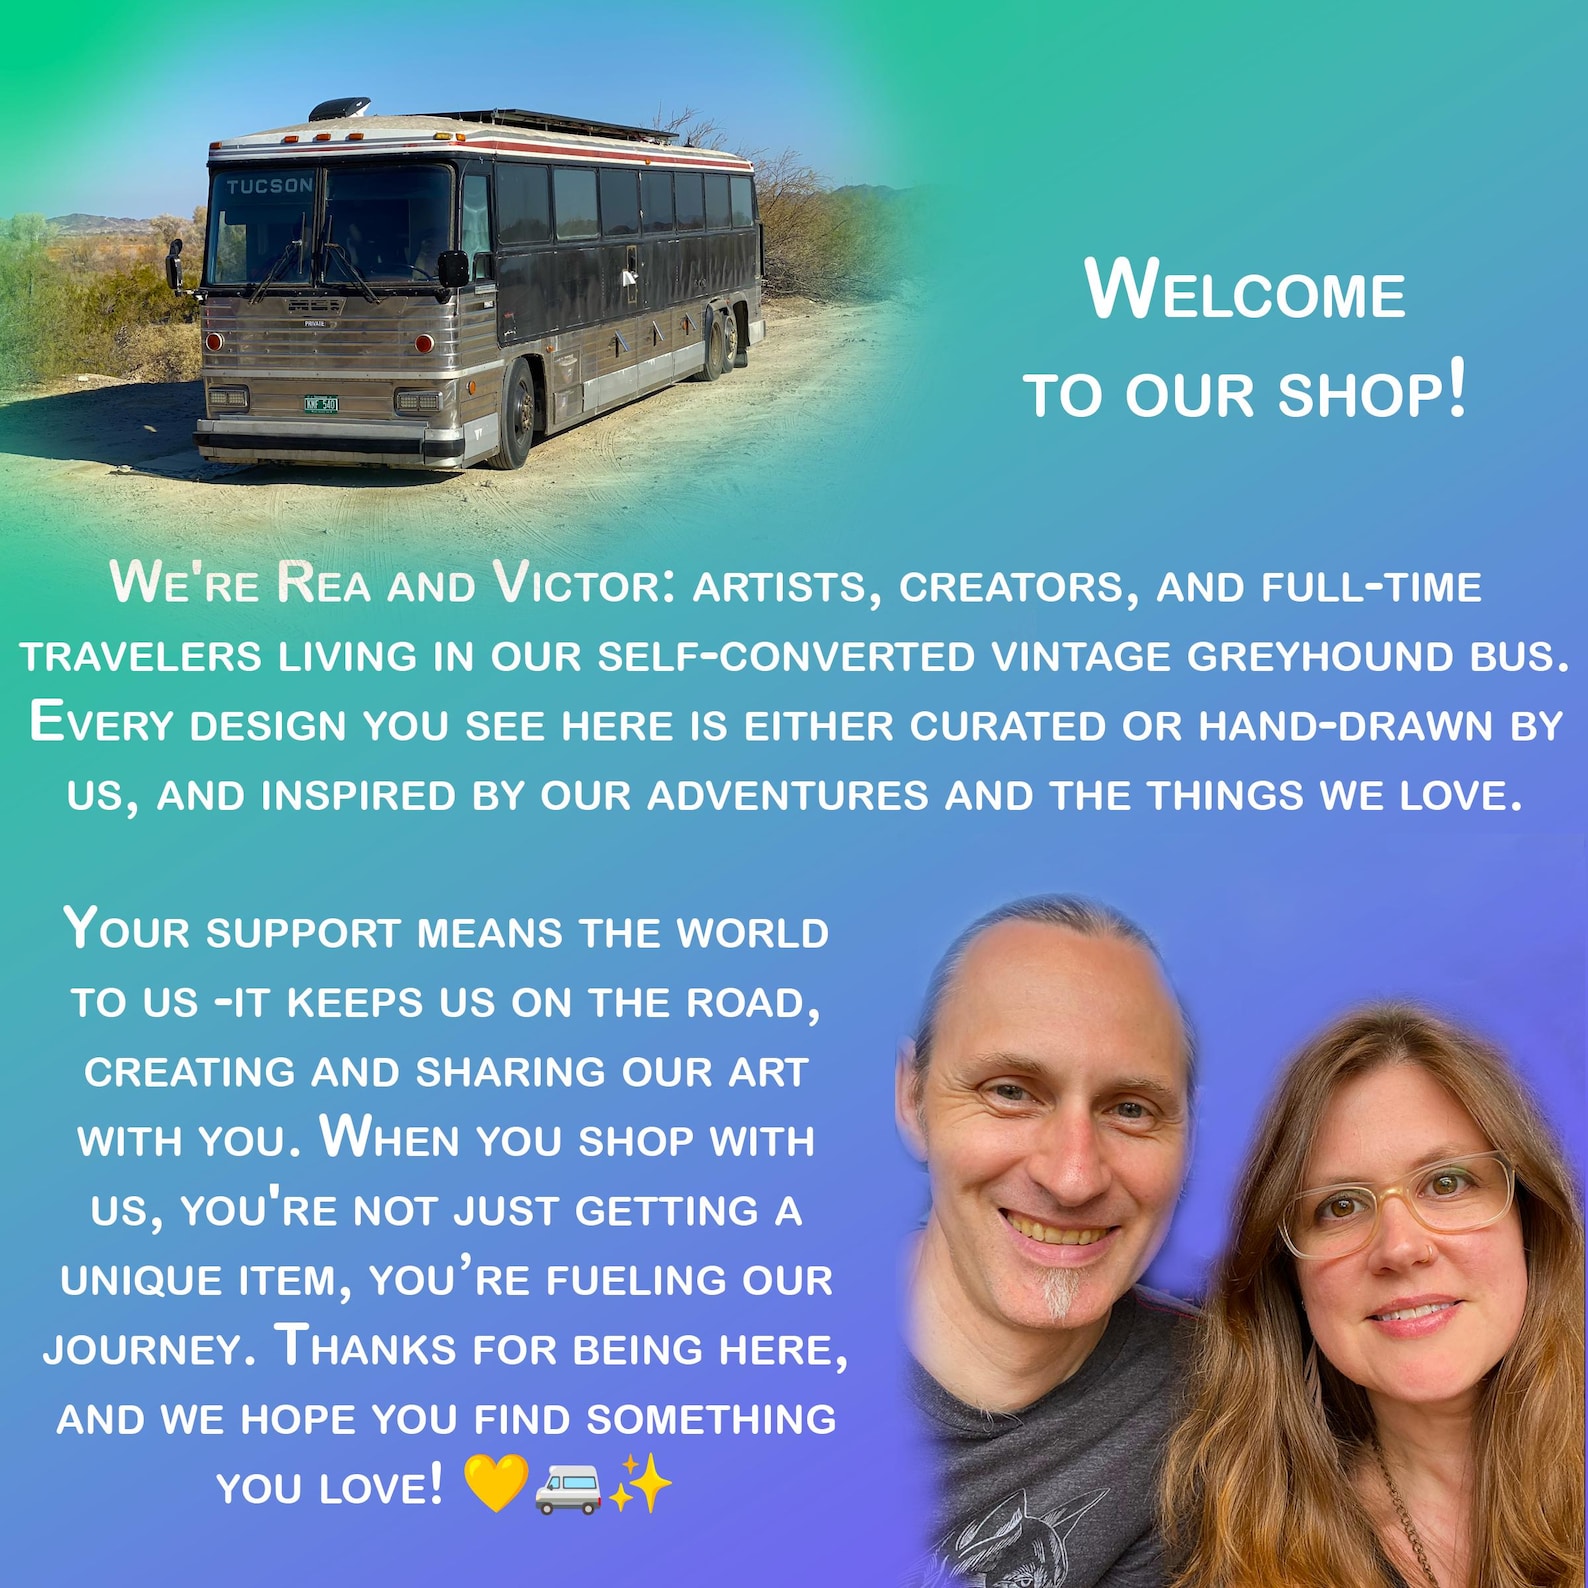 TUCSON
PRIVATE
WELCOME
TO OUR SHOP!
WE'RE REA AND VICTOR: ARTISTS, CREATORS, AND FULL-TIME
TRAVELERS LIVING IN OUR SELF-CONVERTED VINTAGE GREYHOUND BUS.
EVERY DESIGN YOU SEE HERE IS EITHER CURATED OR HAND-DRAWN BY
US, AND INSPIRED BY OUR ADVENTURES AND THE THINGS WE LOVE.
YOUR SUPPORT MEANS THE WORLD
TO US -IT KEEPS US ON THE ROAD,
CREATING AND SHARING OUR ART
WITH YOU. WHEN YOU SHOP WITH
US, YOU'RE NOT JUST GETTING A
UNIQUE ITEM, YOU’RE FUELING OUR
JOURNEY. THANKS FOR BEING HERE,
AND WE HOPE YOU FIND SOMETHING
YOU LOVE! 💛🚐✨